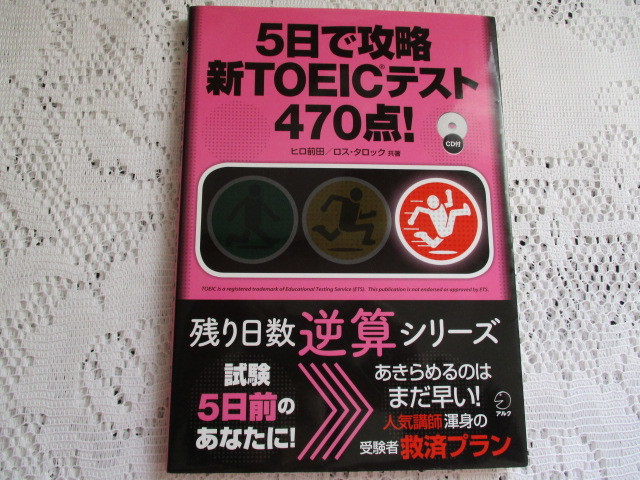 5日で攻略
新TOEIC®テスト
470点!
CD付
ヒロ前田/ロス・タロック 共著
TOEIC is a registered trademark of Educational Testing Service (ETS). This publication is not endorsed or approved by ETS.
残り日数逆算シリーズ
試験
5日前の
あなたに!
あきらめるのは
まだ早い!
人気講師渾身の
受験者救済プラン
アルク